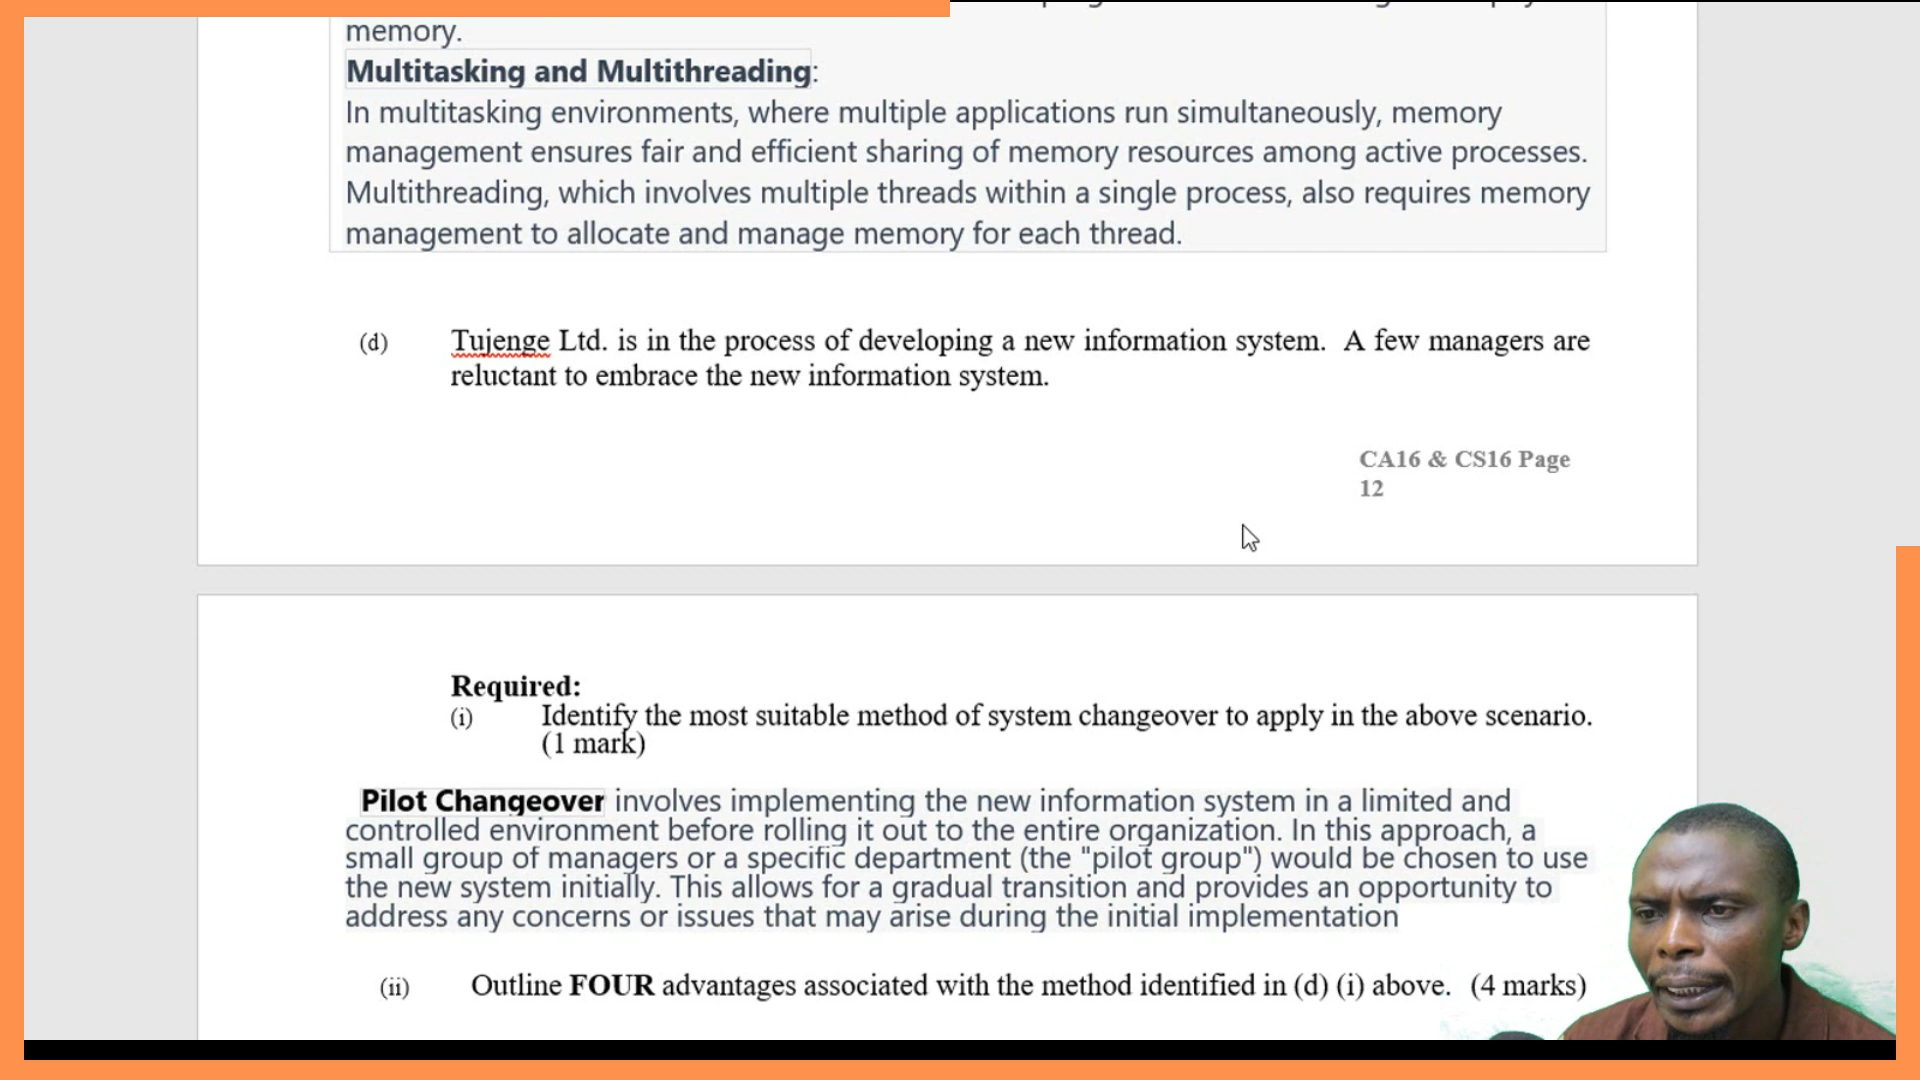 memory.
Multitasking and Multithreading:
In multitasking environments, where multiple applications run simultaneously, memory
management ensures fair and efficient sharing of memory resources among active processes.
Multithreading, which involves multiple threads within a single process, also requires memory
management to allocate and manage memory for each thread.
(d) Tujenge Ltd. is in the process of developing a new information system. A few managers are
reluctant to embrace the new information system.
CA16 & CS16 Page
12
Required:
(i) Identify the most suitable method of system changeover to apply in the above scenario.
(1 mark)
Pilot Changeover involves implementing the new information system in a limited and
controlled environment before rolling it out to the entire organization. In this approach, a
small group of managers or a specific department (the "pilot group") would be chosen to use
the new system initially. This allows for a gradual transition and provides an opportunity to
address any concerns or issues that may arise during the initial implementation
(ii) Outline FOUR advantages associated with the method identified in (d) (i) above. (4 marks)